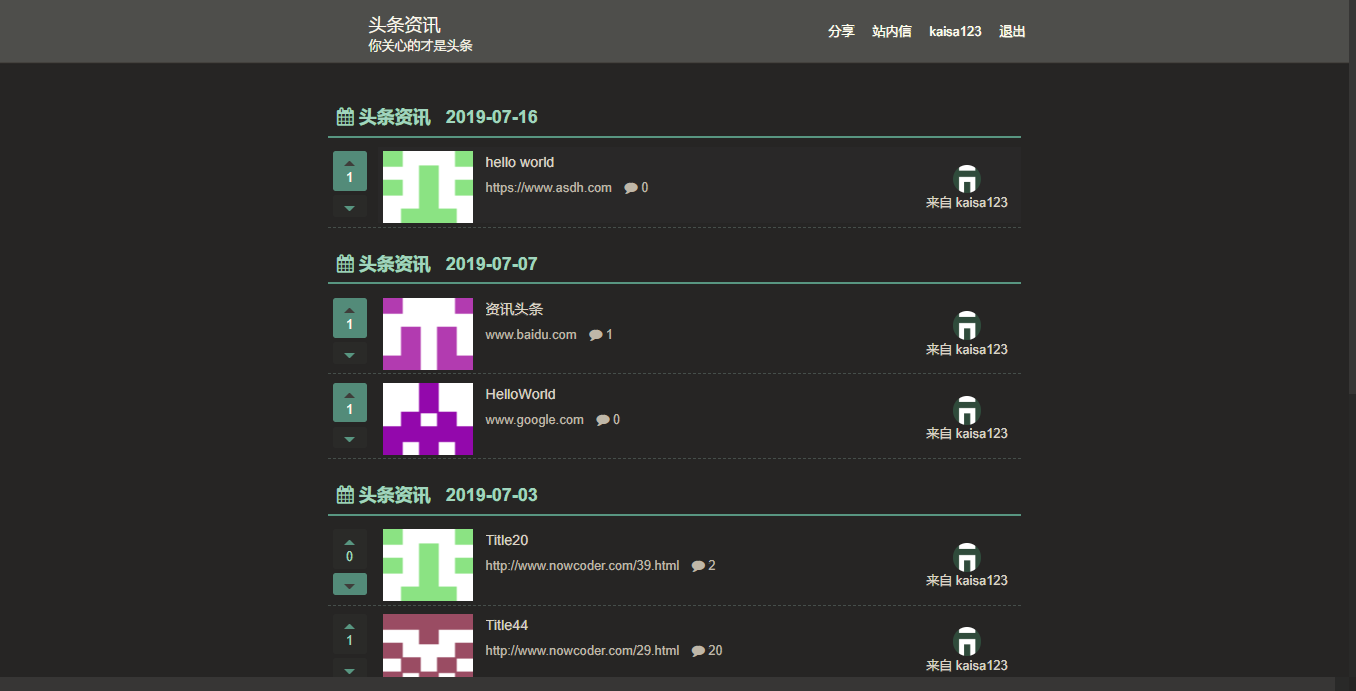 头条资讯
你关心的才是头条
分享 站内信 kaisa123 退出
头条资讯 2019-07-16
1
hello world
https://www.asdh.com 0
来自 kaisa123
头条资讯 2019-07-07
1
资讯头条
www.baidu.com 1
来自 kaisa123
1
HelloWorld
www.google.com 0
来自 kaisa123
头条资讯 2019-07-03
0
Title20
http://www.nowcoder.com/39.html 2
来自 kaisa123
1
Title44
http://www.nowcoder.com/29.html 20
来自 kaisa123